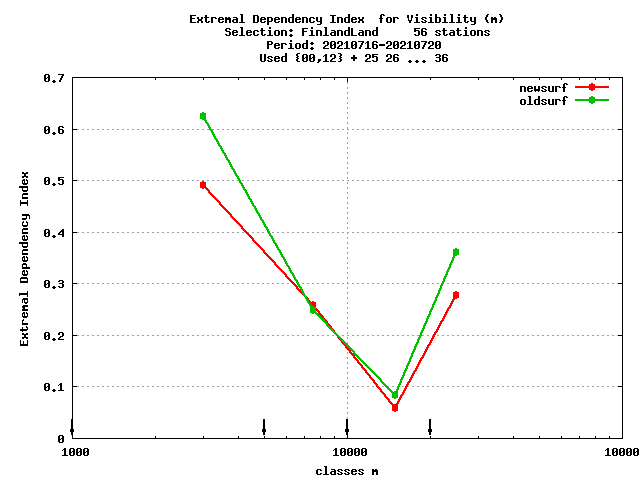 Extremal Dependency Index  for Visibility (m)
Selection: FinlandLand     56 stations
Period: 20210716-20210720
Used {00,12} + 25 26 ... 36
newsurf
oldsurf
Extremal Dependency Index
0.7
0.6
0.5
0.4
0.3
0.2
0.1
0
1000 10000 10000
classes m